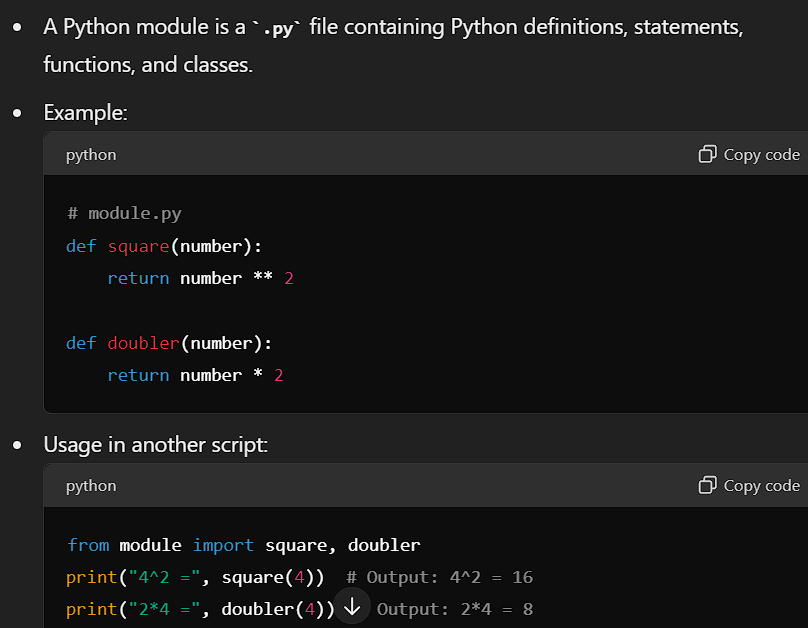 • A Python module is a `.py` file containing Python definitions, statements,
functions, and classes.
• Example:
python Copy code
# module.py
def square(number):
    return number ** 2
def doubler(number):
    return number * 2
• Usage in another script:
python Copy code
from module import square, doubler
print("4^2 =", square(4))  # Output: 4^2 = 16
print("2*4 =", doubler(4)) Output: 2*4 = 8